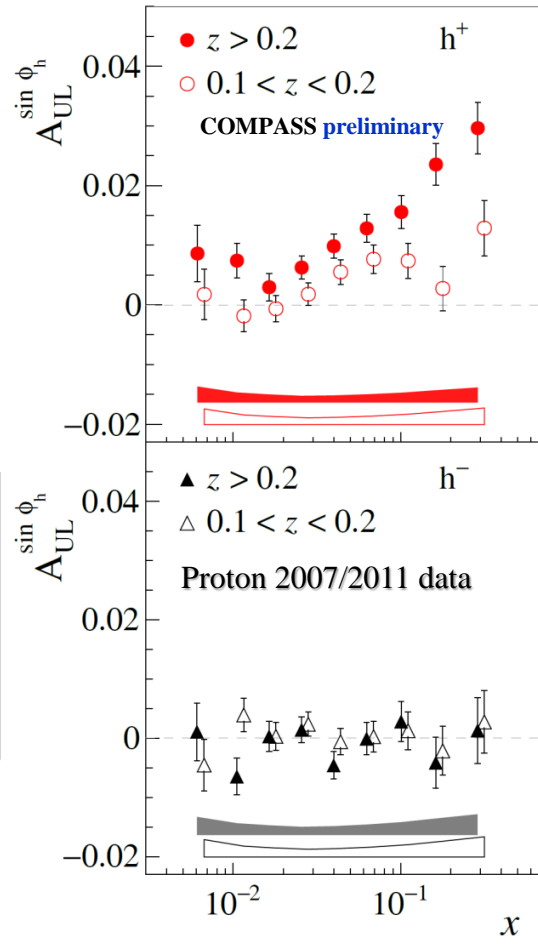 A_UL^sin ϕ_h
0.04
0.02
0
−0.02
z > 0.2
0.1 < z < 0.2
h⁺
COMPASS preliminary
A_UL^sin ϕ_h
0.04
0.02
0
−0.02
z > 0.2
0.1 < z < 0.2
h⁻
Proton 2007/2011 data
10⁻²
10⁻¹
x